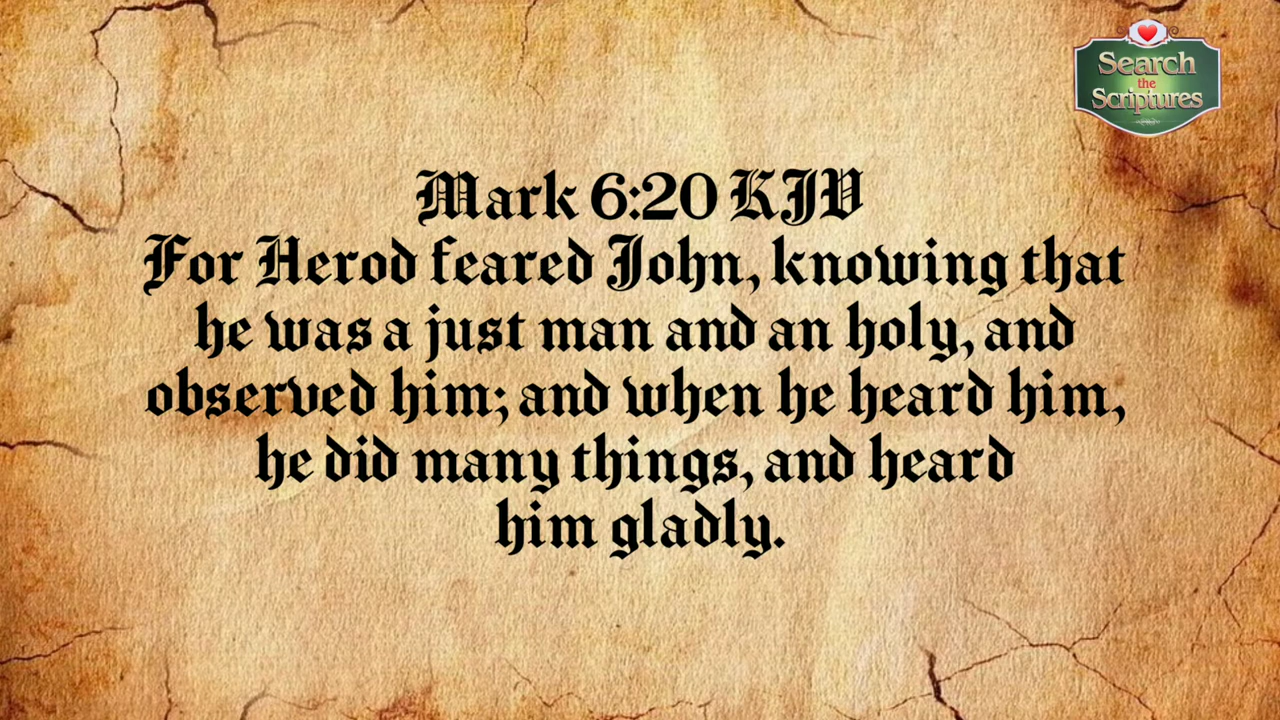 Search
the
Scriptures
Mark 6:20 KJV
For Herod feared John, knowing that
he was a just man and an holy, and
observed him; and when he heard him,
he did many things, and heard
him gladly.